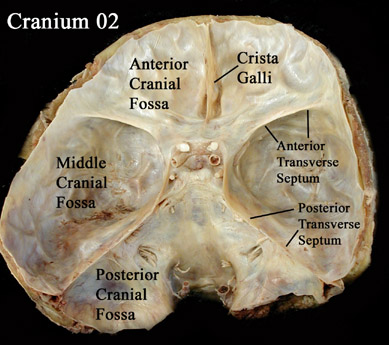 Cranium 02
Anterior
Cranial
Fossa
Crista
Galli
Middle
Cranial
Fossa
Anterior
Transverse
Septum
Posterior
Transverse
Septum
Posterior
Cranial
Fossa